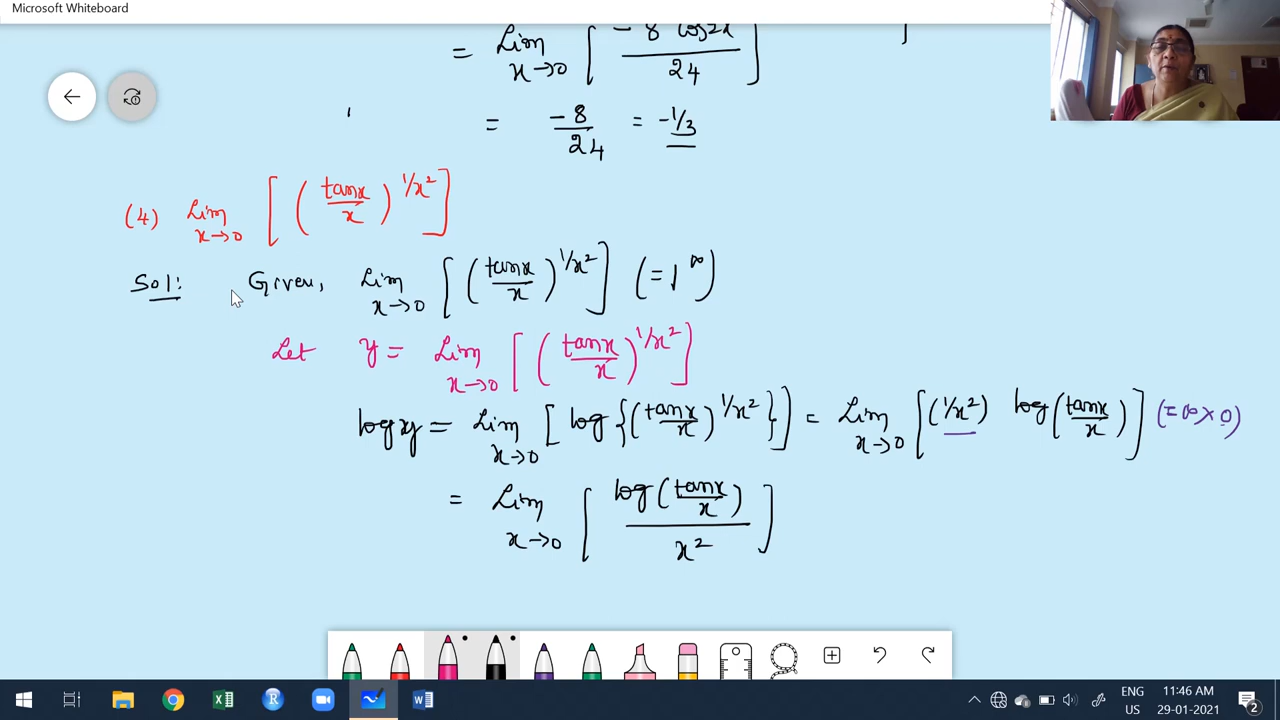 Microsoft Whiteboard
= Lim x→0 [ -8 cos2x / 24 ]
= -8/24 = -1/3
(4) Lim x→0 [ (tanx/x)^1/x² ]
Sol: Given, Lim x→0 [ (tanx/x)^1/x² ] (= 1^∞)
Let y = Lim x→0 [ (tanx/x)^1/x² ]
log y = Lim x→0 [ log { (tanx/x)^1/x² } ] = Lim x→0 [ (1/x²) log (tanx/x) ] (= ∞ × 0)
= Lim x→0 [ log (tanx/x) / x² ]
ENG 11:46 AM
US 29-01-2021
2